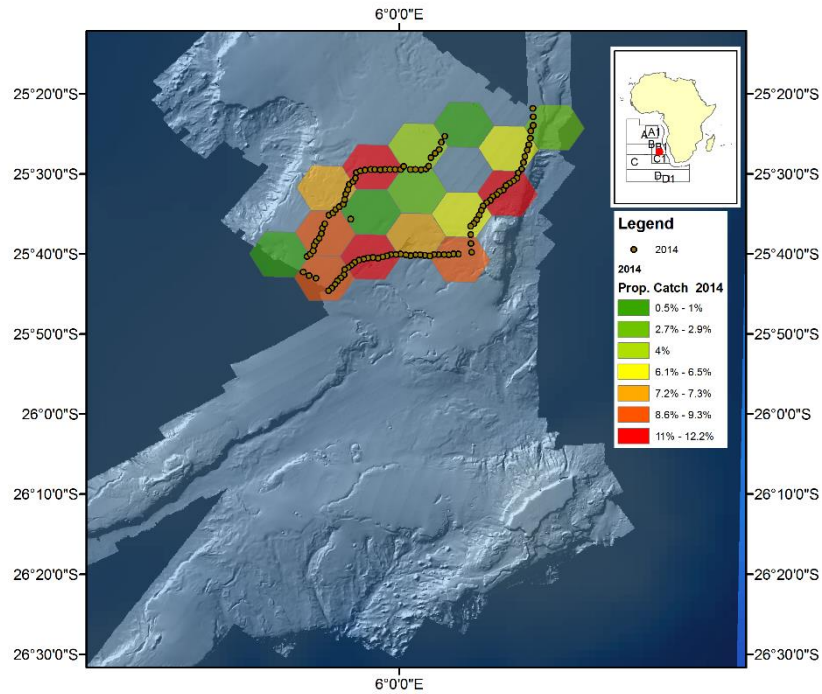 6°0'0"E
25°20'0"S
25°20'0"S
25°30'0"S
25°30'0"S
25°40'0"S
25°40'0"S
25°50'0"S
25°50'0"S
26°0'0"S
26°0'0"S
26°10'0"S
26°10'0"S
26°20'0"S
26°20'0"S
26°30'0"S
26°30'0"S
A
A1
C
C1
D
D1
Legend
2014
2014
Prop. Catch 2014
0.5% - 1%
2.7% - 2.9%
4%
6.1% - 6.5%
7.2% - 7.3%
8.6% - 9.3%
11% - 12.2%
6°0'0"E